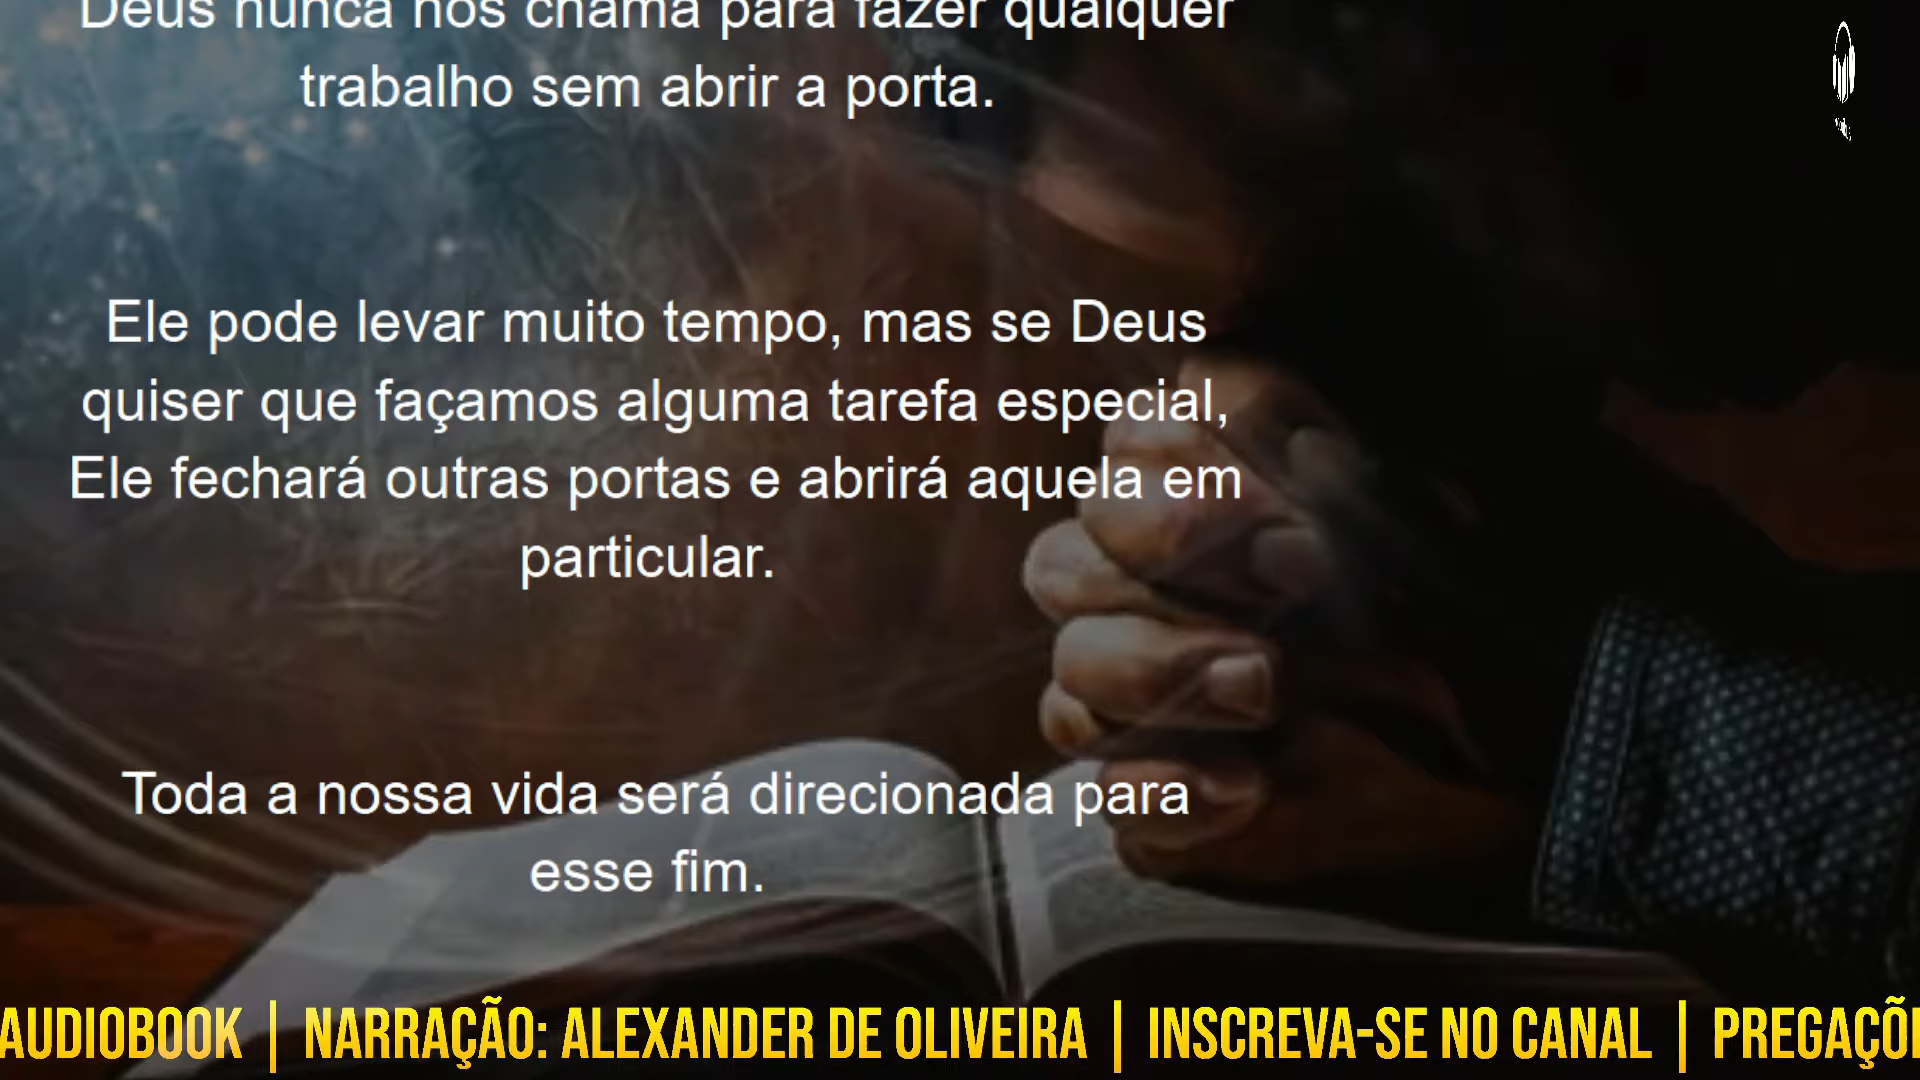 Deus nunca nos chama para fazer qualquer
trabalho sem abrir a porta.
Ele pode levar muito tempo, mas se Deus
quiser que façamos alguma tarefa especial,
Ele fechará outras portas e abrirá aquela em
particular.
Toda a nossa vida será direcionada para
esse fim.
AUDIOBOOK | NARRAÇÃO: ALEXANDER DE OLIVEIRA | INSCREVA-SE NO CANAL |